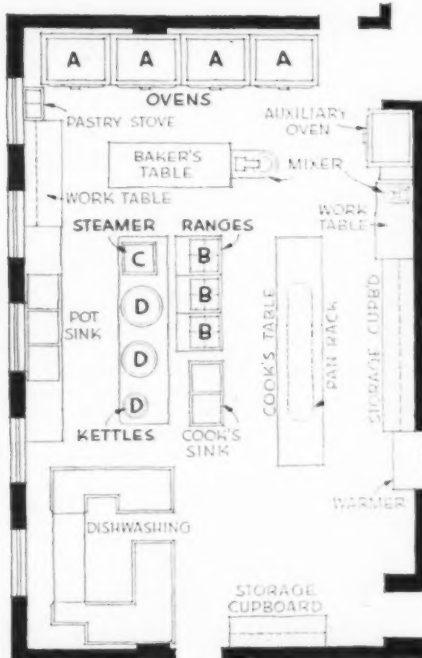 A A A A
OVENS
PASTRY STOVE
AUXILIARY
OVEN
BAKER'S
TABLE
MIXER
WORK TABLE
WORK
TABLE
STEAMER
RANGES
C
B
D
B
POT
SINK
D
B
COOK'S TABLE
PAN RACK
STORAGE CUPB'D
D
KETTLES
COOK'S
SINK
WARMER
DISHWASHING
STORAGE
CUPBOARD